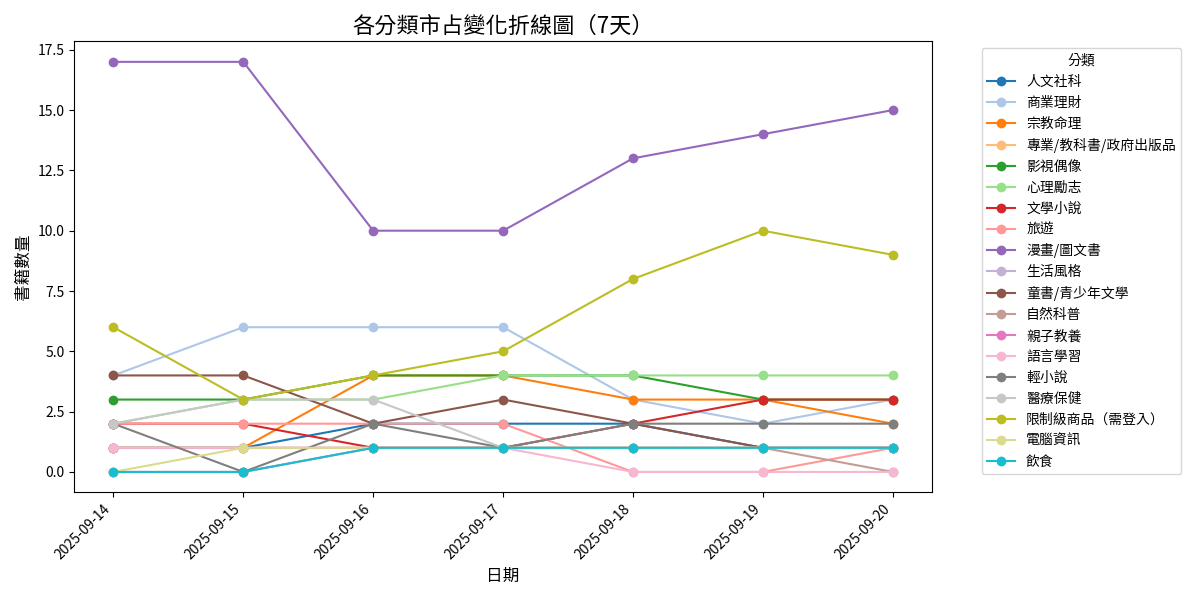 各分類市占變化折線圖（7天）
書籍數量
17.5
15.0
12.5
10.0
7.5
5.0
2.5
0.0
2025-09-14
2025-09-15
2025-09-16
2025-09-17
2025-09-18
2025-09-19
2025-09-20
日期
分類
人文社科
商業理財
宗教命理
專業/教科書/政府出版品
影視偶像
心理勵志
文學小說
旅遊
漫畫/圖文書
生活風格
童書/青少年文學
自然科普
親子教養
語言學習
輕小說
醫療保健
限制級商品（需登入）
電腦資訊
飲食